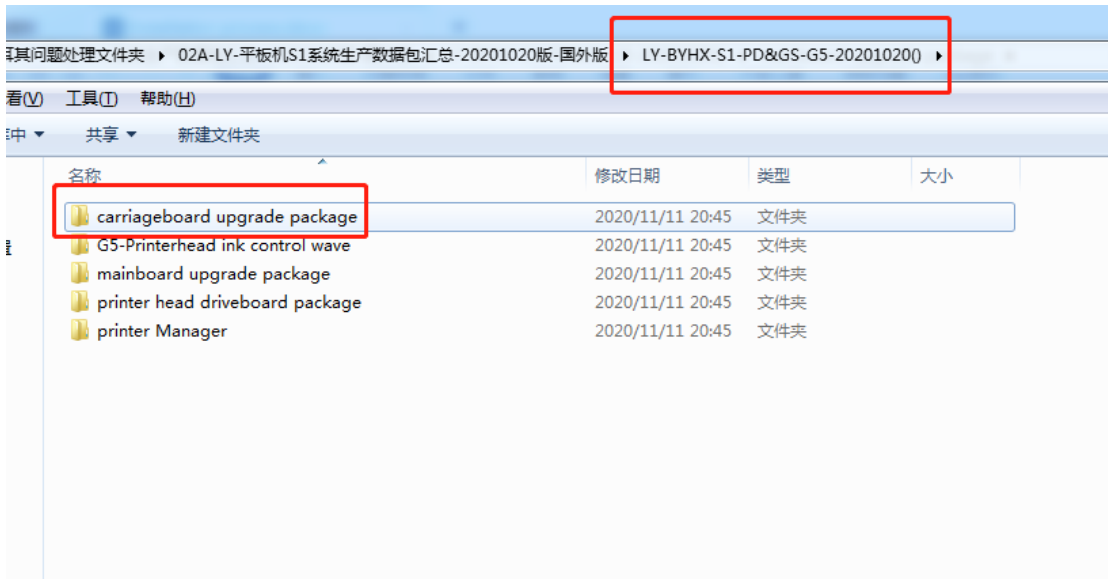 其问题处理文件夹 ▸ 02A-LY-平板机S1系统生产数据包汇总-20201020版-国外版 ▸ LY-BYHX-S1-PD&GS-G5-20201020() ▸
看(V) 工具(T) 帮助(H)
中 ▼ 共享 ▼ 新建文件夹
名称 修改日期 类型 大小
carriageboard upgrade package 2020/11/11 20:45 文件夹
G5-Printerhead ink control wave 2020/11/11 20:45 文件夹
mainboard upgrade package 2020/11/11 20:45 文件夹
printer head driveboard package 2020/11/11 20:45 文件夹
printer Manager 2020/11/11 20:45 文件夹